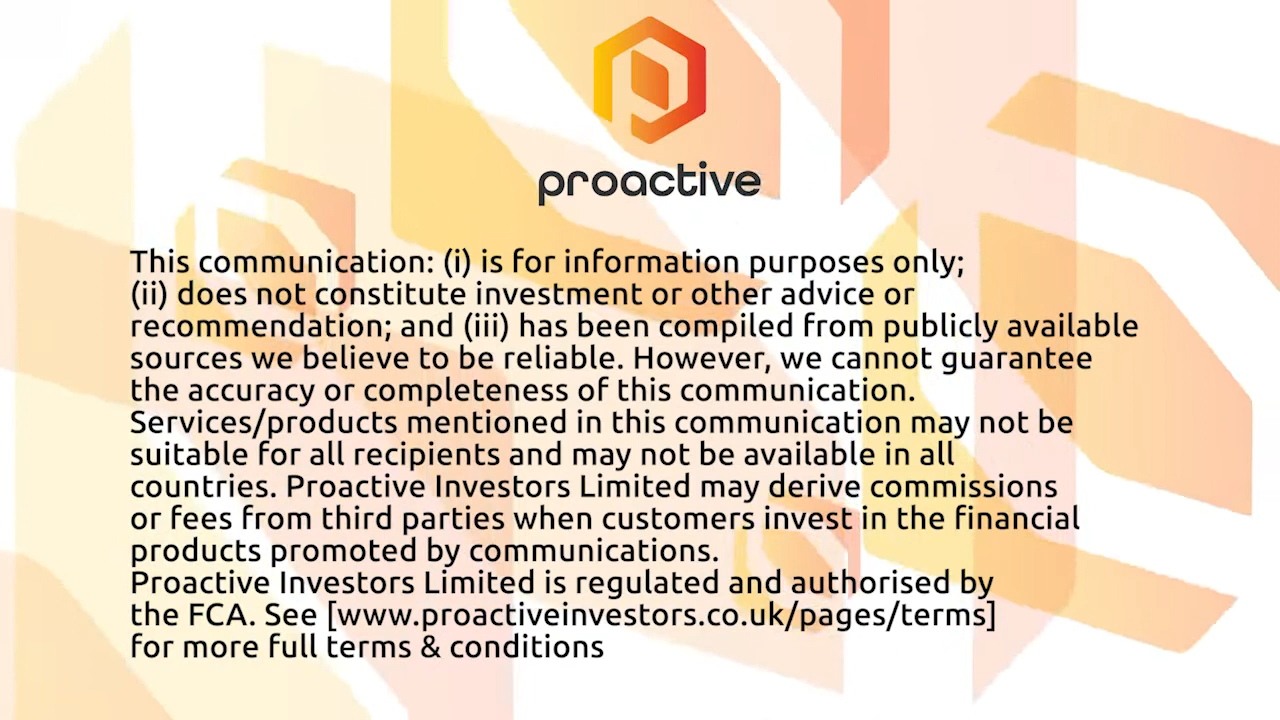 proactive
This communication: (i) is for information purposes only;
(ii) does not constitute investment or other advice or
recommendation; and (iii) has been compiled from publicly available
sources we believe to be reliable. However, we cannot guarantee
the accuracy or completeness of this communication.
Services/products mentioned in this communication may not be
suitable for all recipients and may not be available in all
countries. Proactive Investors Limited may derive commissions
or fees from third parties when customers invest in the financial
products promoted by communications.
Proactive Investors Limited is regulated and authorised by
the FCA. See [www.proactiveinvestors.co.uk/pages/terms]
for more full terms & conditions